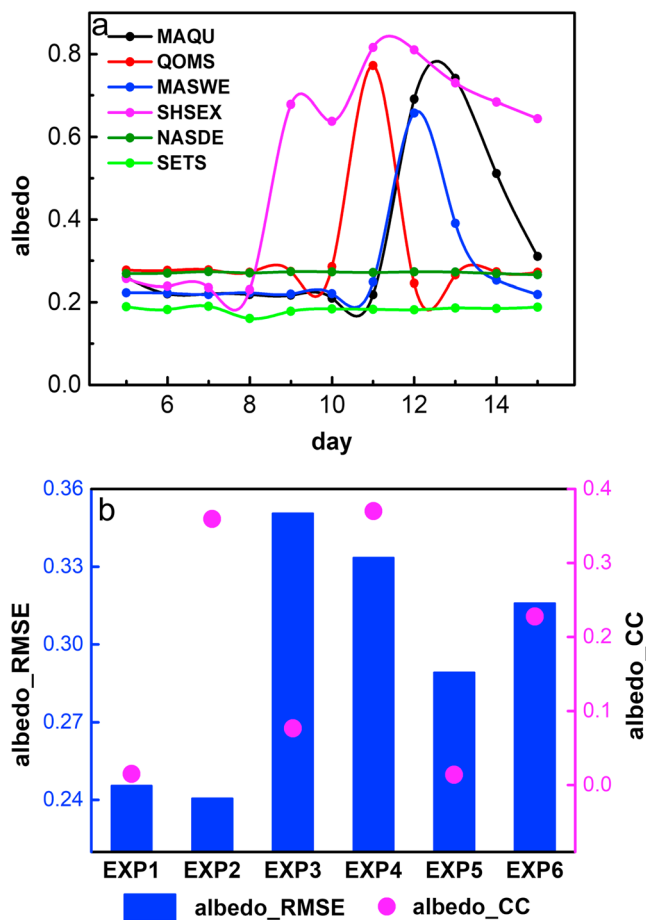 a
MAQU
QOMS
MASWE
SHSEX
NASDE
SETS
albedo
0.8
0.6
0.4
0.2
0.0
6 8 10 12 14
day
b
albedo_RMSE
0.36
0.33
0.30
0.27
0.24
0.4
0.3
0.2
0.1
0.0
albedo_CC
EXP1 EXP2 EXP3 EXP4 EXP5 EXP6
albedo_RMSE albedo_CC